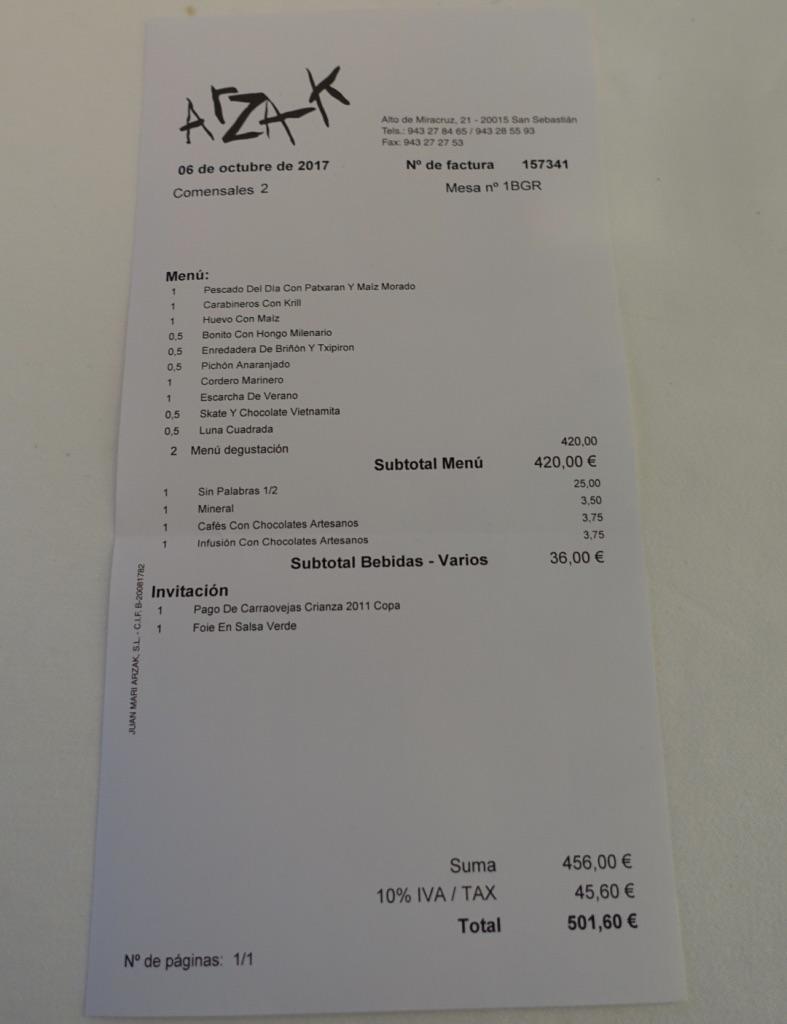 ARZAK
Alto de Miracruz, 21 - 20015 San Sebastián
Tels.: 943 27 84 65 / 943 28 55 93
Fax: 943 27 27 53
06 de octubre de 2017 Nº de factura 157341
Comensales 2 Mesa nº 1BGR
Menú:
1 Pescado Del Día Con Patxaran Y Maíz Morado
1 Carabineros Con Krill
1 Huevo Con Maíz
0,5 Bonito Con Hongo Milenario
0,5 Enredadera De Briñón Y Txipiron
0,5 Pichón Anaranjado
1 Cordero Marinero
1 Escarcha De Verano
0,5 Skate Y Chocolate Vietnamita
0,5 Luna Cuadrada
2 Menú degustación 420,00
Subtotal Menú 420,00 €
1 Sin Palabras 1/2 25,00
1 Mineral 3,50
1 Cafés Con Chocolates Artesanos 3,75
1 Infusión Con Chocolates Artesanos 3,75
Subtotal Bebidas - Varios 36,00 €
Invitación
1 Pago De Carraovejas Crianza 2011 Copa
1 Foie En Salsa Verde
JUAN MARI ARZAK, S.L. - C.I.F. B-20081782
Suma 456,00 €
10% IVA / TAX 45,60 €
Total 501,60 €
Nº de páginas: 1/1